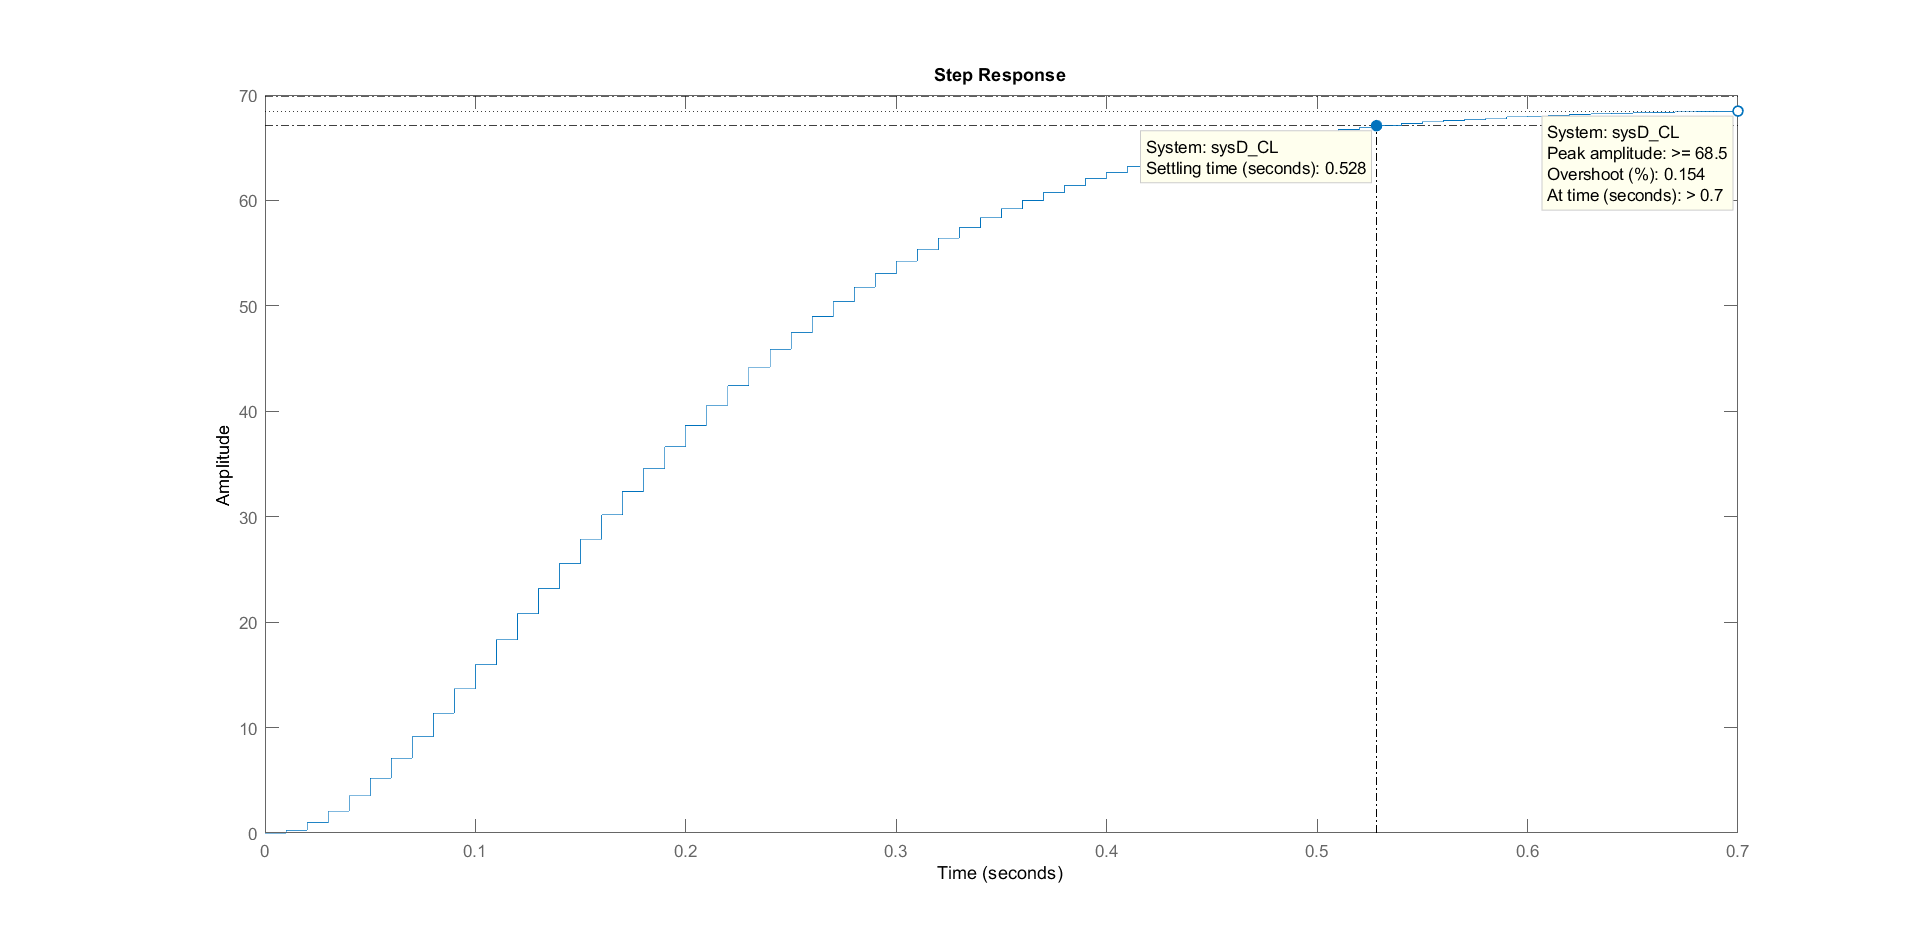 Step Response
70
60
50
40
30
20
10
0
Amplitude
System: sysD_CL
Settling time (seconds): 0.528
System: sysD_CL
Peak amplitude: >= 68.5
Overshoot (%): 0.154
At time (seconds): > 0.7
0 0.1 0.2 0.3 0.4 0.5 0.6 0.7
Time (seconds)